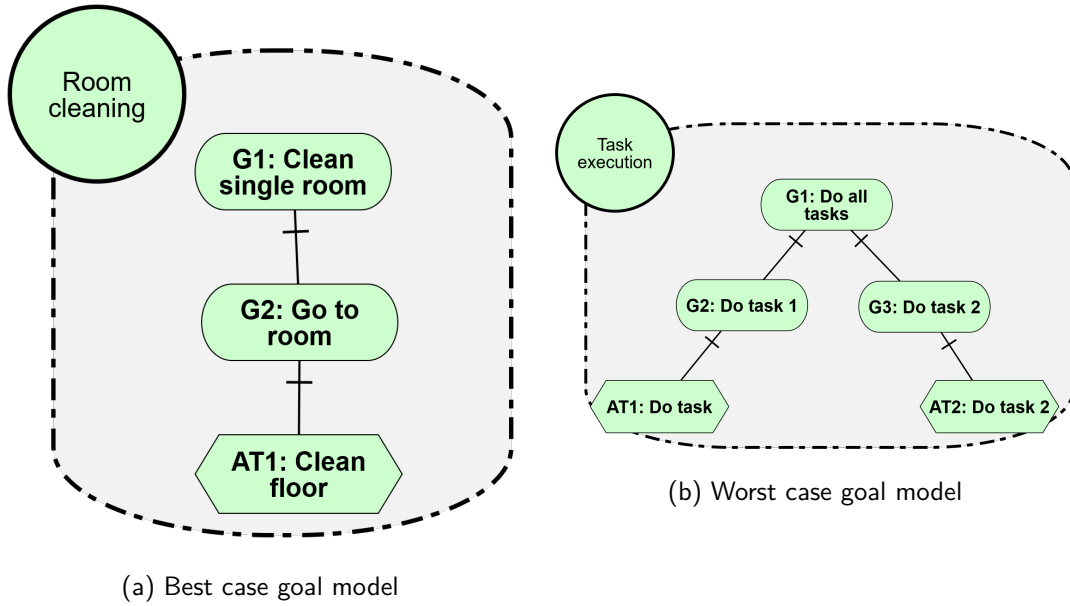 Room
cleaning
G1: Clean
single room
G2: Go to
room
AT1: Clean
floor
(a) Best case goal model
Task
execution
G1: Do all
tasks
G2: Do task 1
G3: Do task 2
AT1: Do task
AT2: Do task 2
(b) Worst case goal model